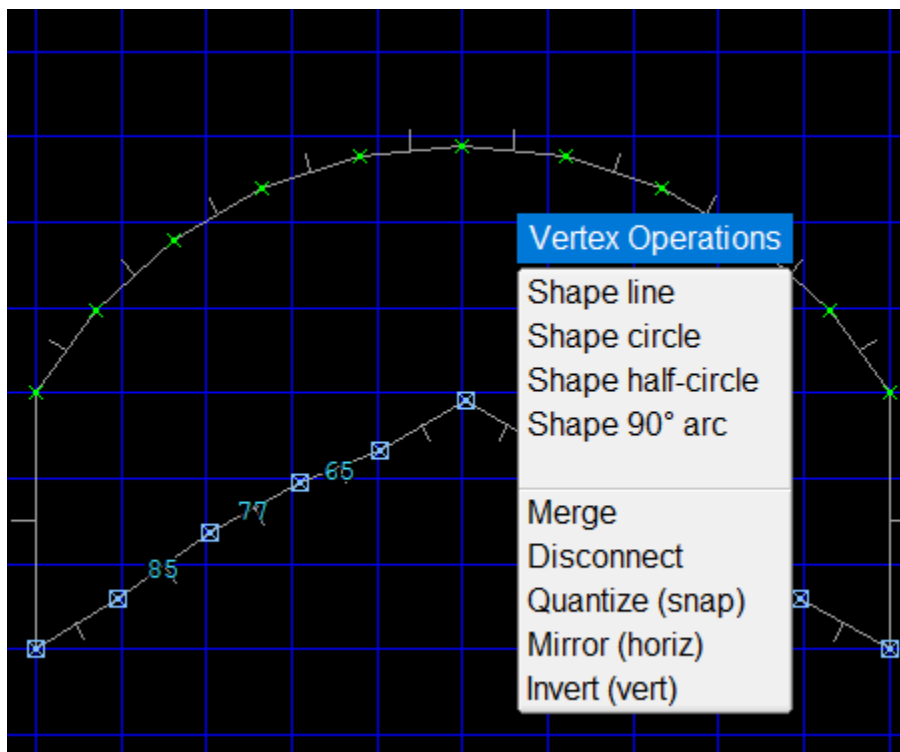 Vertex Operations
Shape line
Shape circle
Shape half-circle
Shape 90° arc
65
77
Merge
Disconnect
85
Quantize (snap)
Mirror (horiz)
Invert (vert)